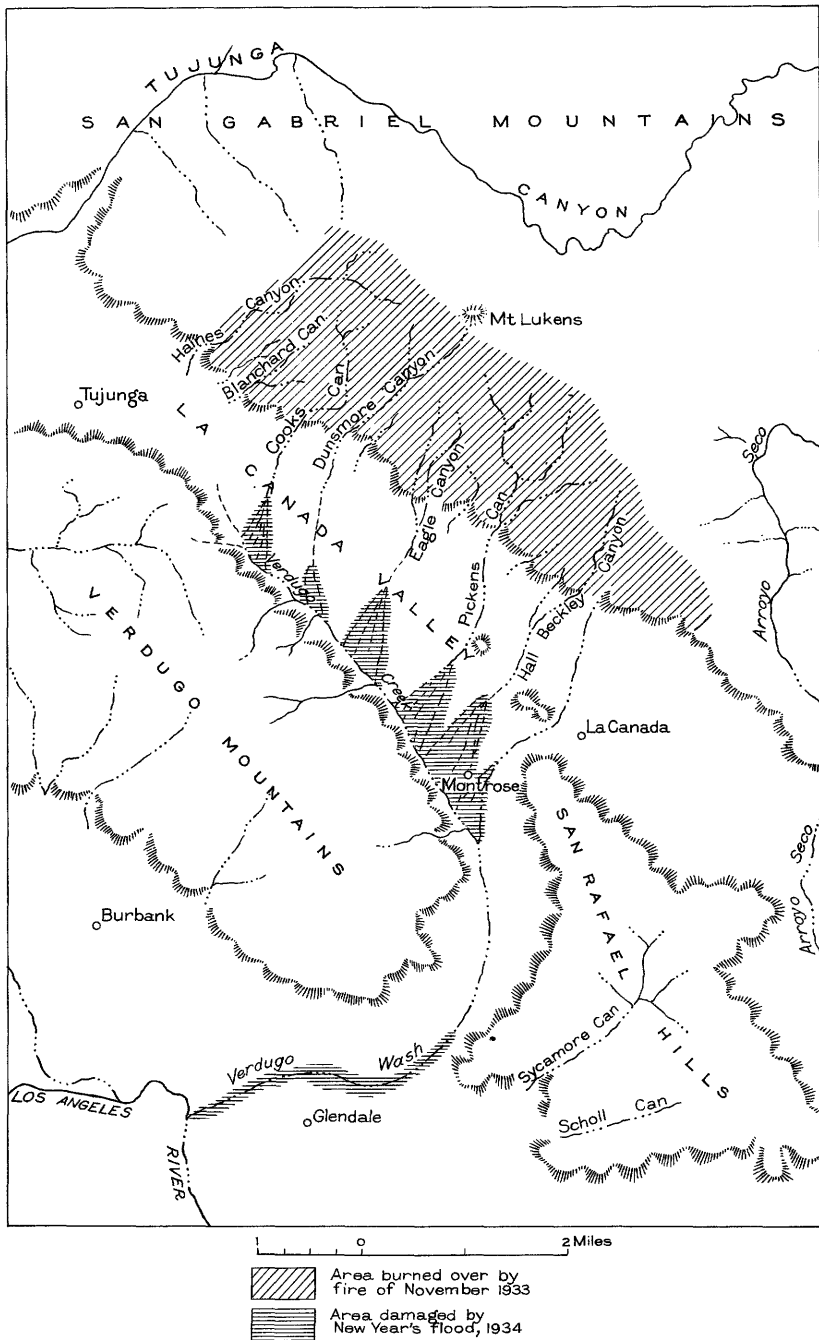 TUJUNGA
SAN GABRIEL MOUNTAINS
CANYON
Haines Canyon
Mt Lukens
Blanchard Can
Tujunga
LA CANADA VALLEY
Cooks Can
Dunsmore Canyon
Seco
Eagle Canyon
Pickens Can
Hall Beckley Canyon
Arroyo
Verdugo
Creek
VERDUGO MOUNTAINS
La Canada
Montrose
SAN RAFAEL HILLS
Arroyo Seco
Burbank
Sycamore Can
Verdugo Wash
LOS ANGELES
RIVER
Glendale
Scholl Can
1 0 2 Miles
Area burned over by
fire of November 1933
Area damaged by
New Year's flood, 1934